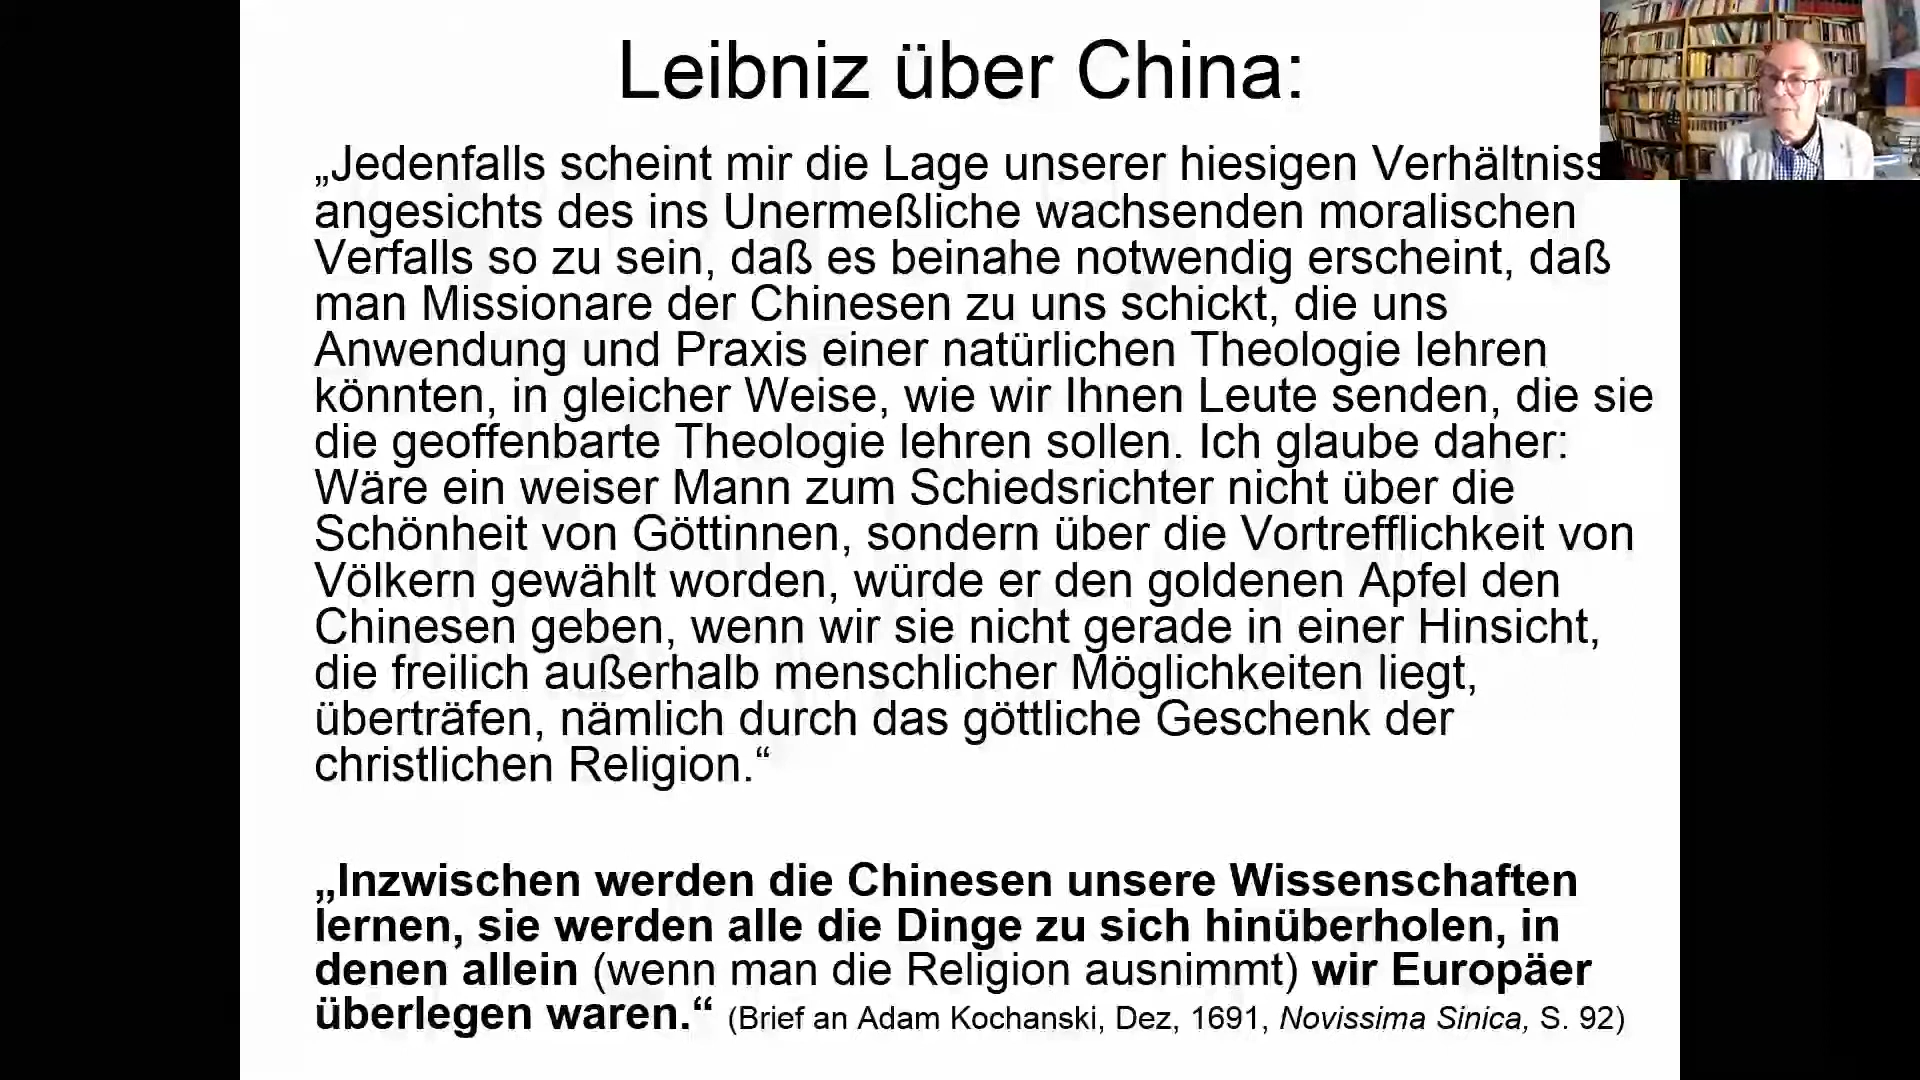 Leibniz über China:
„Jedenfalls scheint mir die Lage unserer hiesigen
angesichts des ins Unermeßliche wachsenden moralischen
Verfalls so zu sein, daß es beinahe notwendig erscheint, daß
man Missionare der Chinesen zu uns schickt, die uns
Anwendung und Praxis einer natürlichen Theologie lehren
könnten, in gleicher Weise, wie wir Ihnen Leute senden, die sie
die geoffenbarte Theologie lehren sollen. Ich glaube daher:
Wäre ein weiser Mann zum Schiedsrichter nicht über die
Schönheit von Göttinnen, sondern über die Vortrefflichkeit von
Völkern gewählt worden, würde er den goldenen Apfel den
Chinesen geben, wenn wir sie nicht gerade in einer Hinsicht,
die freilich außerhalb menschlicher Möglichkeiten liegt,
überträfen, nämlich durch das göttliche Geschenk der
christlichen Religion.“
„Inzwischen werden die Chinesen unsere Wissenschaften
lernen, sie werden alle die Dinge zu sich hinüberholen, in
denen allein (wenn man die Religion ausnimmt) wir Europäer
überlegen waren.“ (Brief an Adam Kochanski, Dez, 1691, Novissima Sinica, S. 92)